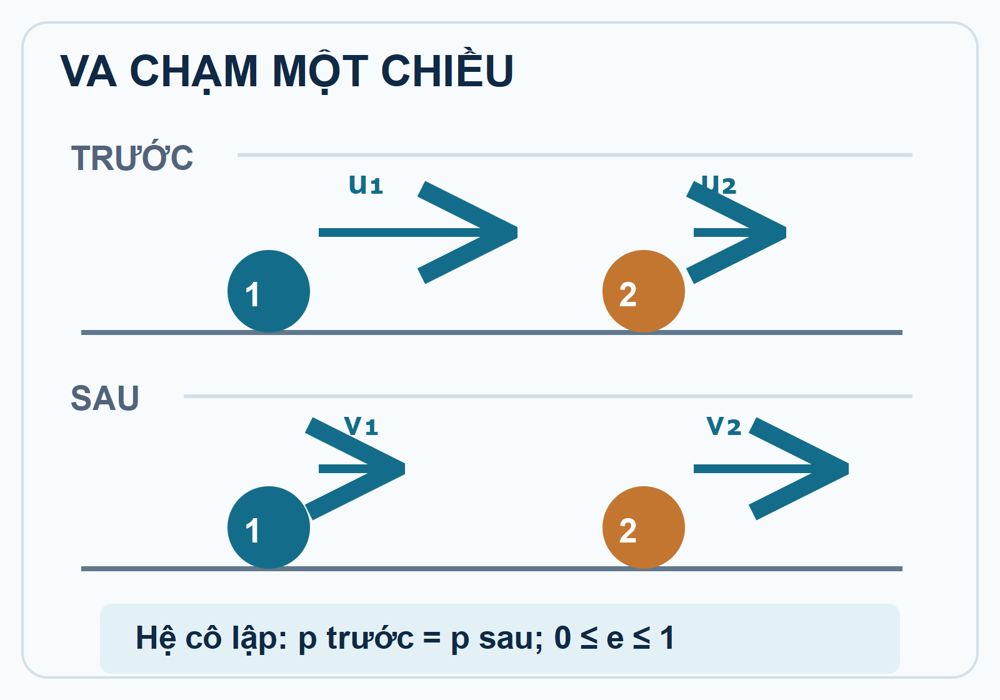 VA CHẠM MỘT CHIỀU
TRƯỚC
u₁ u₂
1 2
SAU
v₁ v₂
1 2
Hệ cô lập: p trước = p sau; 0 ≤ e ≤ 1